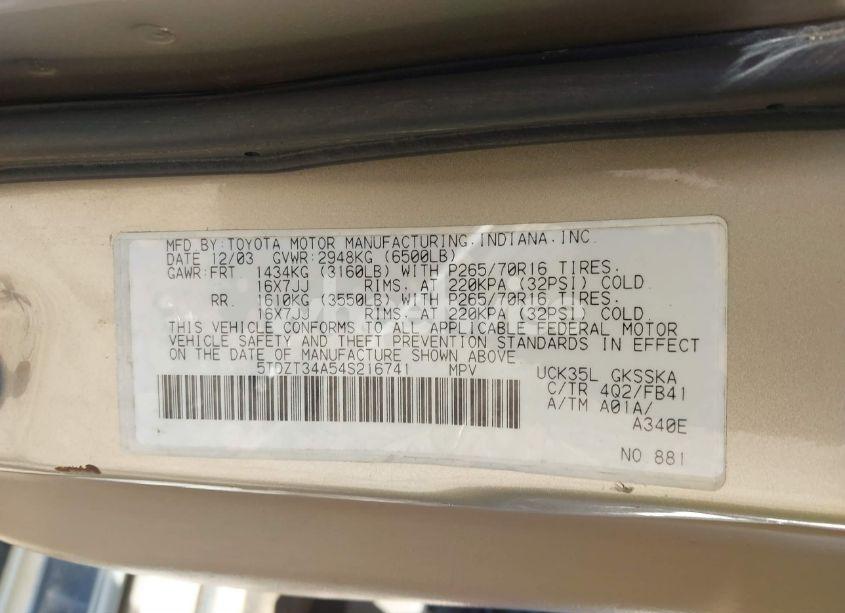 MFD BY:TOYOTA MOTOR MANUFACTURING,INDIANA,INC.
DATE 12/03 GVWR:2948KG (6500LB)
GAWR:FRT. 1434KG (3160LB) WITH P265/70R16 TIRES.
16X7JJ RIMS. AT 220KPA (32PSI) COLD.
RR. 1610KG (3550LB) WITH P265/70R16 TIRES.
16X7JJ RIMS. AT 220KPA (32PSI) COLD.
THIS VEHICLE CONFORMS TO ALL APPLICABLE FEDERAL MOTOR
VEHICLE SAFETY AND THEFT PREVENTION STANDARDS IN EFFECT
ON THE DATE OF MANUFACTURE SHOWN ABOVE.
5TDZT34A54S216741 MPV UCK35L GKSSKA
C/TR 4Q2/FB41
A/TM A01A/
A340E
NO 881